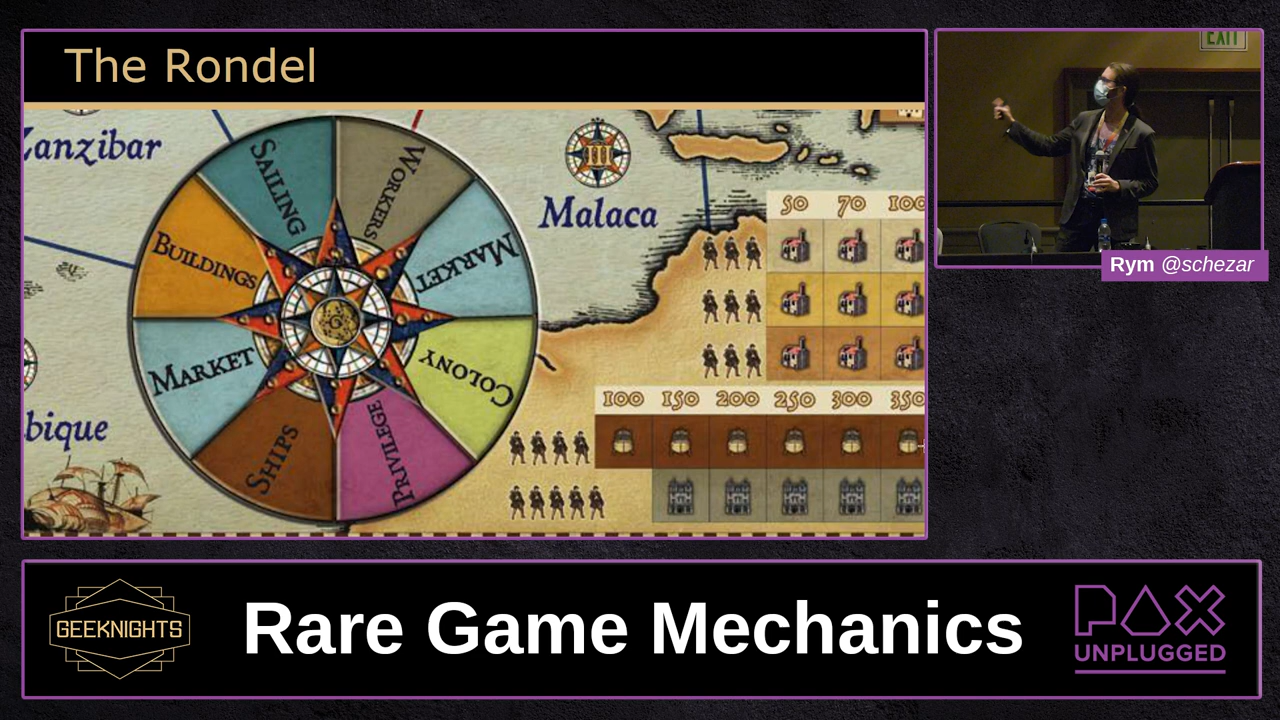 The Rondel
EXIT
Zanzibar
SAILING
WORKERS
III
Malaca
50 70 100
BUILDINGS
MARKET
MARKET
COLONY
bique
SHIPS
PRIVILEGE
100 150 200 250 300 350
Rym @schezar
GEEKNIGHTS
Rare Game Mechanics
PAX
UNPLUGGED